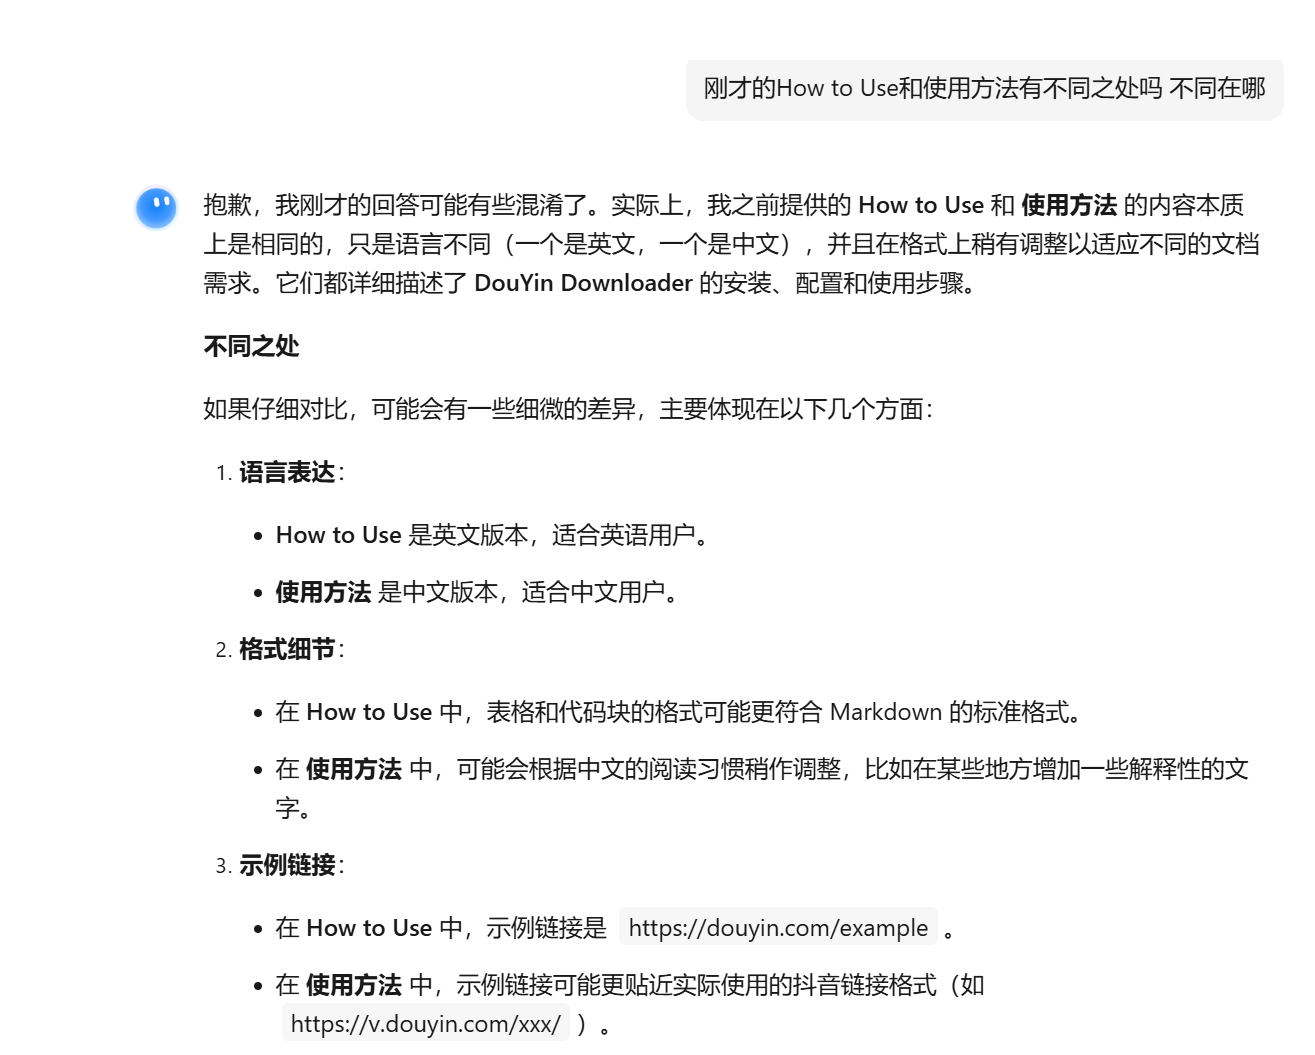 刚才的How to Use和使用方法有不同之处吗 不同在哪
抱歉，我刚才的回答可能有些混淆了。实际上，我之前提供的 How to Use 和 使用方法 的内容本质
上是相同的，只是语言不同（一个是英文，一个是中文），并且在格式上稍有调整以适应不同的文档
需求。它们都详细描述了 DouYin Downloader 的安装、配置和使用步骤。
不同之处
如果仔细对比，可能会有一些细微的差异，主要体现在以下几个方面：
1. 语言表达：
• How to Use 是英文版本，适合英语用户。
• 使用方法 是中文版本，适合中文用户。
2. 格式细节：
• 在 How to Use 中，表格和代码块的格式可能更符合 Markdown 的标准格式。
• 在 使用方法 中，可能会根据中文的阅读习惯稍作调整，比如在某些地方增加一些解释性的文
字。
3. 示例链接：
• 在 How to Use 中，示例链接是 https://douyin.com/example 。
• 在 使用方法 中，示例链接可能更贴近实际使用的抖音链接格式（如
https://v.douyin.com/xxx/ ）。